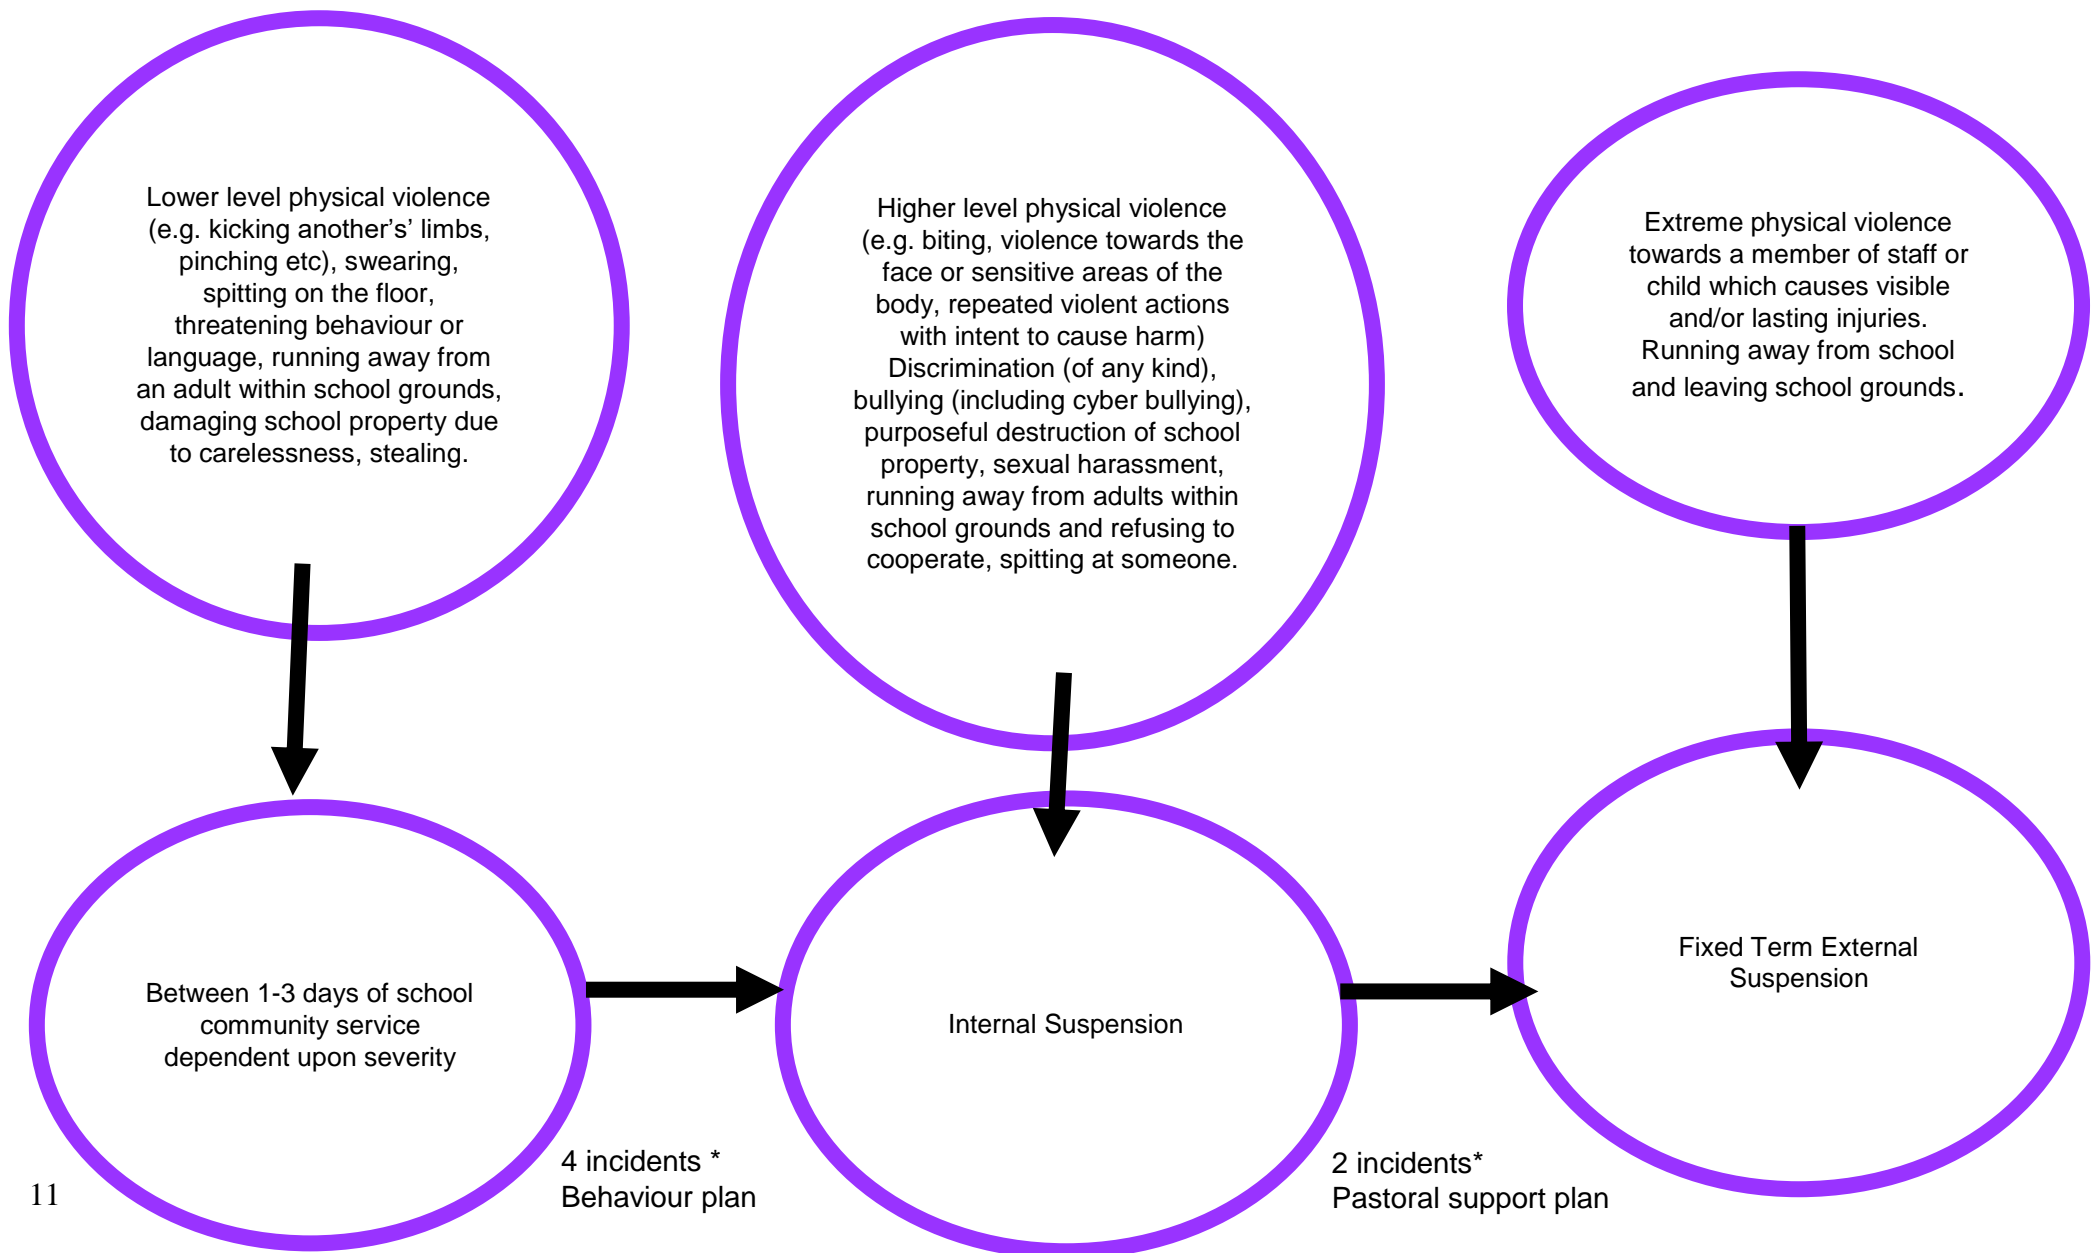 Lower level physical violence
(e.g. kicking another's' limbs,
pinching etc), swearing,
spitting on the floor,
threatening behaviour or
language, running away from
an adult within school grounds,
damaging school property due
to carelessness, stealing.
Higher level physical violence
(e.g. biting, violence towards the
face or sensitive areas of the
body, repeated violent actions
with intent to cause harm)
Discrimination (of any kind),
bullying (including cyber bullying),
purposeful destruction of school
property, sexual harassment,
running away from adults within
school grounds and refusing to
cooperate, spitting at someone.
Extreme physical violence
towards a member of staff or
child which causes visible
and/or lasting injuries.
Running away from school
and leaving school grounds.
Between 1-3 days of school
community service
dependent upon severity
Internal Suspension
Fixed Term External
Suspension
4 incidents *
Behaviour plan
2 incidents*
Pastoral support plan
11